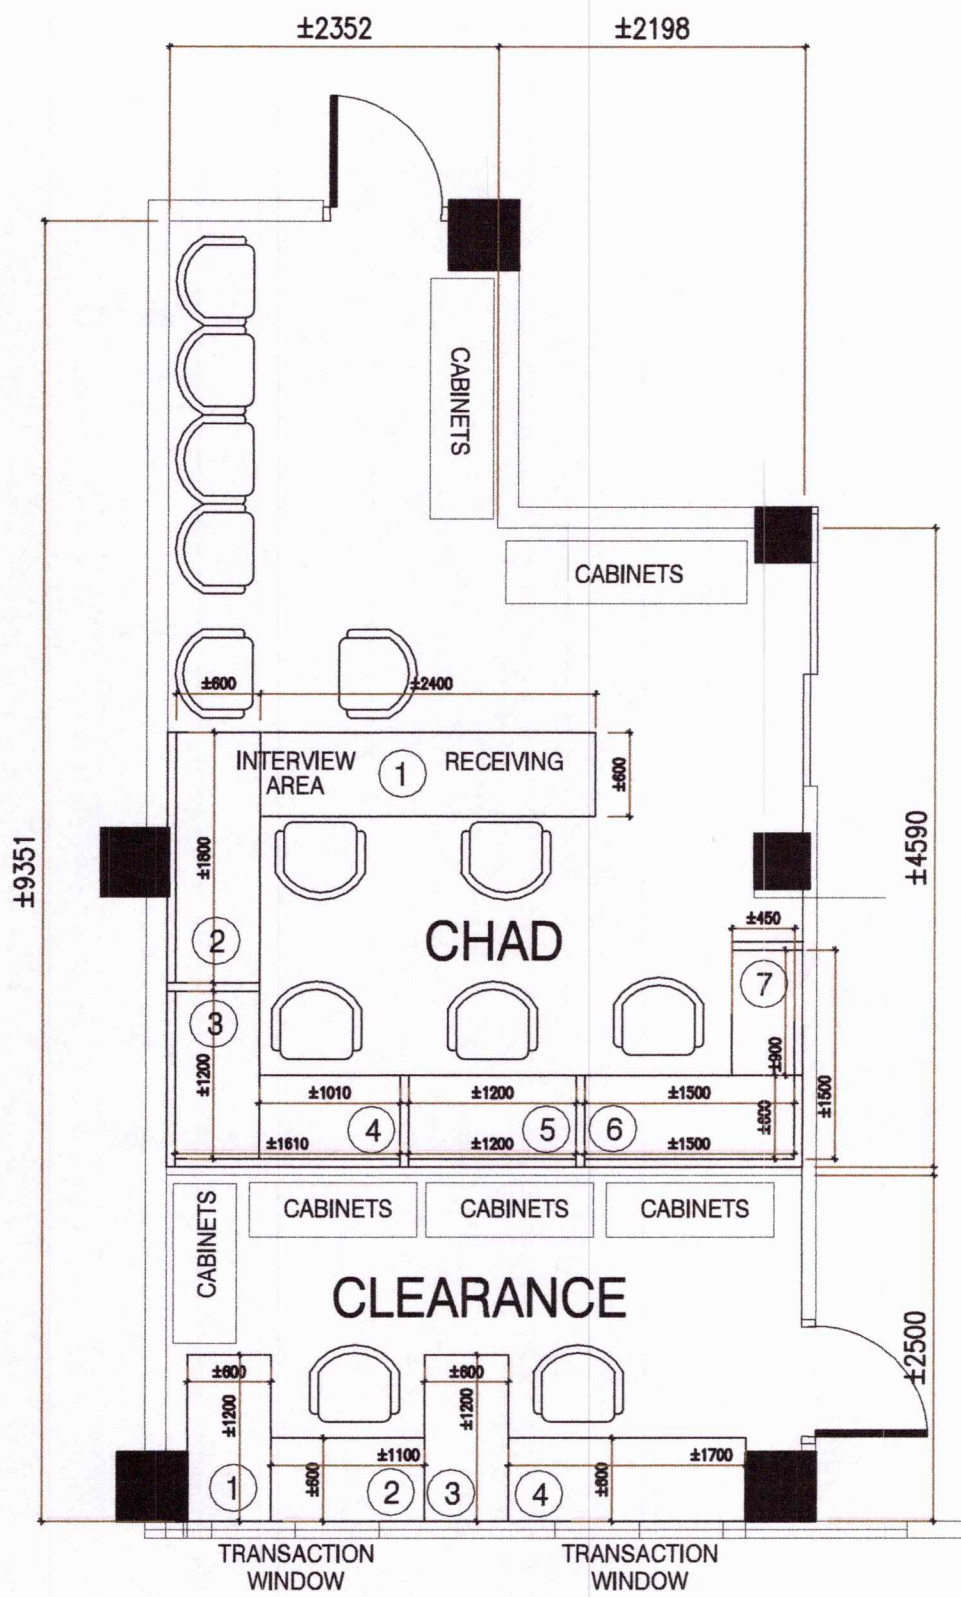 ±2352
±2198
CABINETS
CABINETS
±600
±2400
INTERVIEW
AREA
1
RECEIVING
±600
±9351
±1800
±4590
CHAD
±450
2
7
3
±1200
±900
±1500
±1010
±1200
±1500
±600
4
5
6
±1610
±1200
±1500
CABINETS
CABINETS
CABINETS
CABINETS
CLEARANCE
±2500
±600
±600
±1200
±1200
±1100
±1700
±600
±600
1
2
3
4
TRANSACTION
WINDOW
TRANSACTION
WINDOW